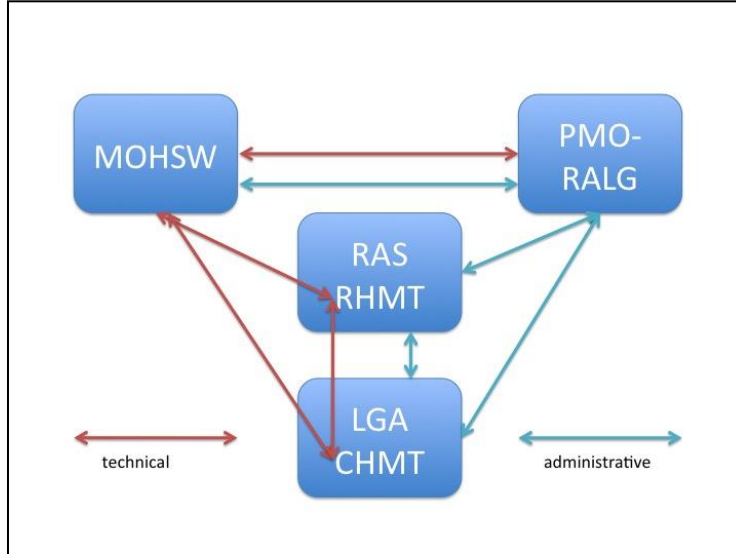 MOHSW
PMO-
RALG
RAS
RHMT
LGA
CHMT
technical
administrative